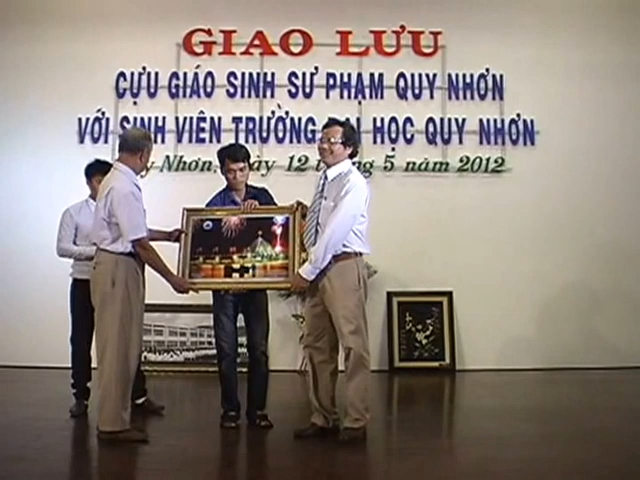 GIAO LƯU
CỰU GIÁO SINH SƯ PHẠM QUY NHƠN
VỚI SINH VIÊN TRƯỜNG HỌC QUY NHƠN
Nhơn, 12 5 năm 2012